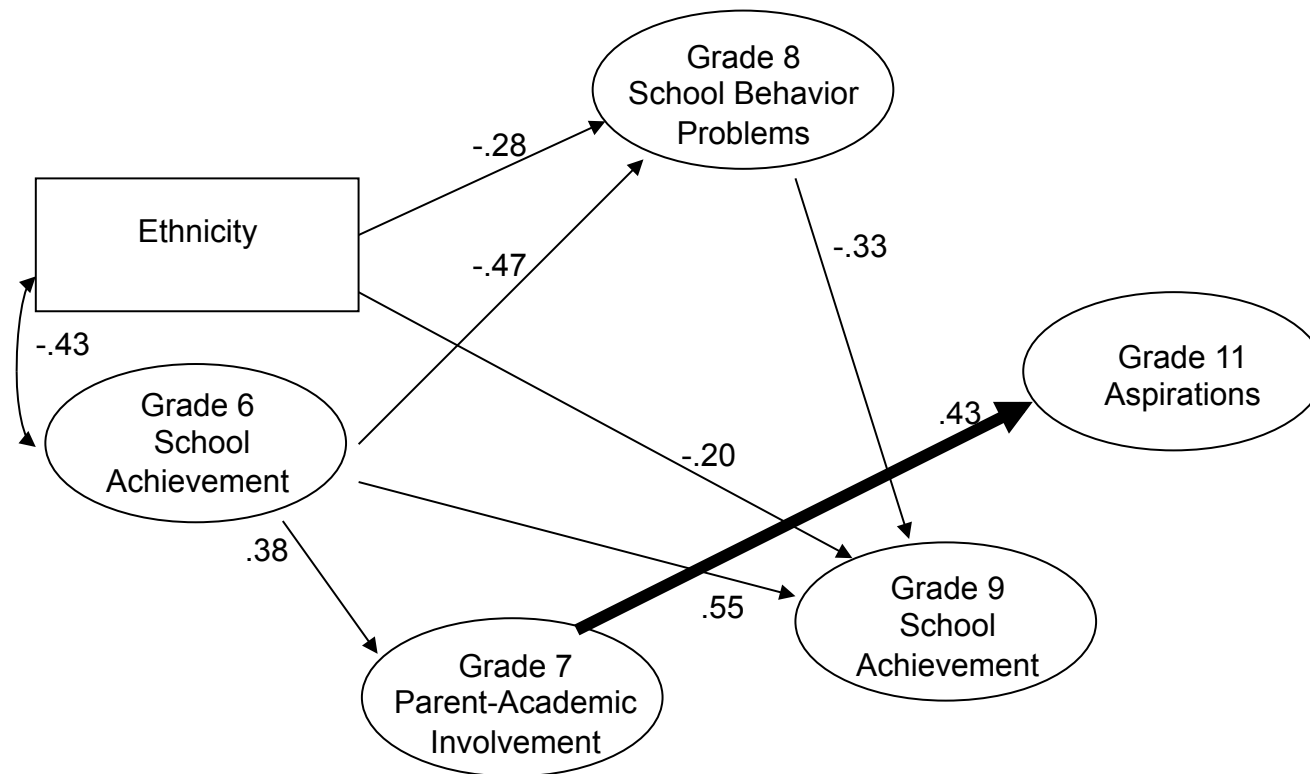 Grade 8
School Behavior
Problems
-.28
Ethnicity
-.47
-.33
-.43
Grade 11
Aspirations
Grade 6
School
Achievement
.43
-.20
.38
.55
Grade 9
School
Achievement
Grade 7
Parent-Academic
Involvement